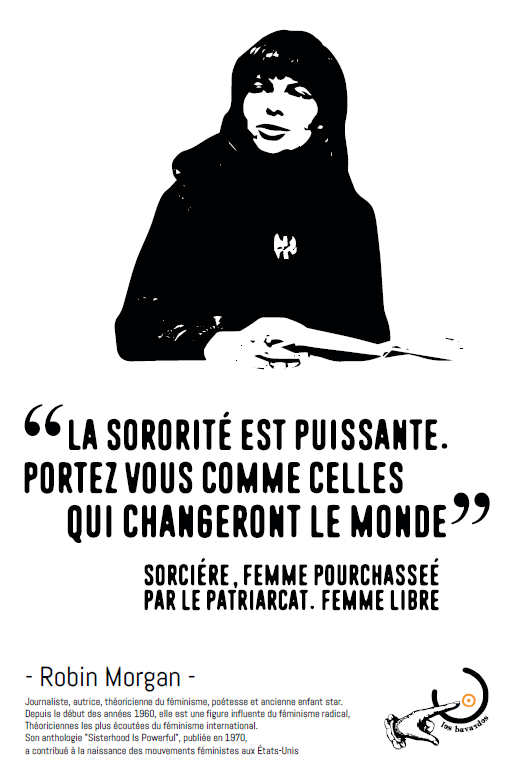 “LA SORORITÉ EST PUISSANTE.
PORTEZ VOUS COMME CELLES
QUI CHANGERONT LE MONDE”
SORCIÉRE, FEMME POURCHASSEÉ
PAR LE PATRIARCAT. FEMME LIBRE
- Robin Morgan -
Journaliste, autrice, théoricienne du féminisme, poétesse et ancienne enfant star.
Depuis le début des années 1960, elle est une figure influente du féminisme radical,
Théoriciennes les plus écoutées du féminisme international.
Son anthologie "Sisterhood Is Powerful", publiée en 1970,
a contribué à la naissance des mouvements féministes aux États-Unis
les bavardes